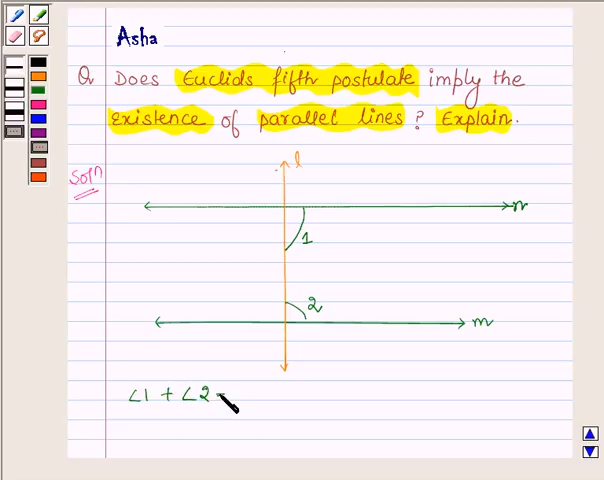 Asha
Q Does Euclids fifth postulate imply the
existence of parallel lines ? Explain.
Soln
l
n
1
2
m
∠1 + ∠2